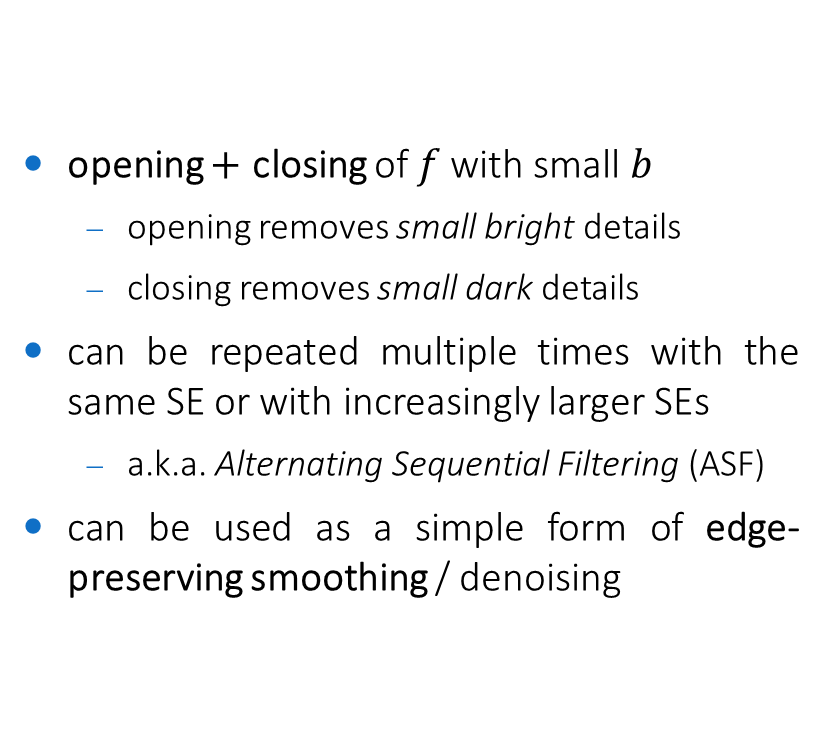 • opening + closing of f with small b
– opening removes small bright details
– closing removes small dark details
• can be repeated multiple times with the
same SE or with increasingly larger SEs
– a.k.a. Alternating Sequential Filtering (ASF)
• can be used as a simple form of edge-
preserving smoothing / denoising